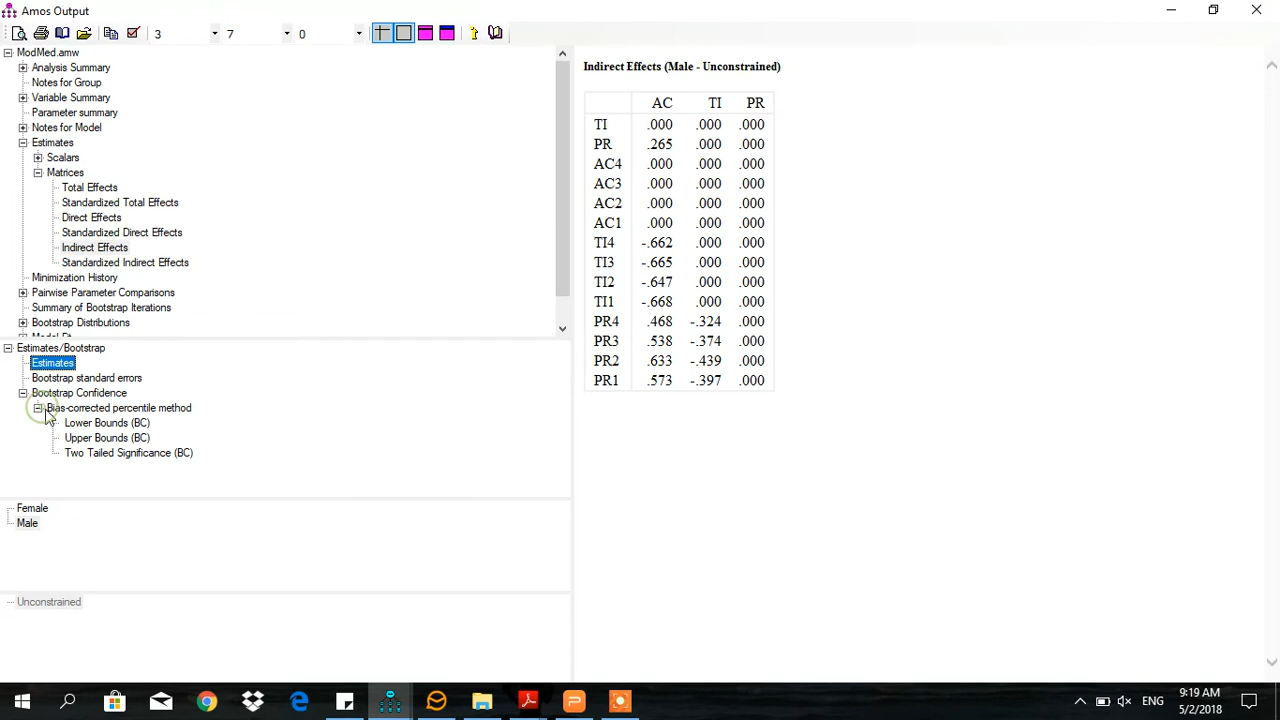 Amos Output
3 7 0
ModMed.amw
Analysis Summary
Notes for Group
Variable Summary
Parameter summary
Notes for Model
Estimates
Scalars
Matrices
Total Effects
Standardized Total Effects
Direct Effects
Standardized Direct Effects
Indirect Effects
Standardized Indirect Effects
Minimization History
Pairwise Parameter Comparisons
Summary of Bootstrap Iterations
Bootstrap Distributions
Model Fit
Estimates/Bootstrap
Estimates
Bootstrap standard errors
Bootstrap Confidence
Bias-corrected percentile method
Lower Bounds (BC)
Upper Bounds (BC)
Two Tailed Significance (BC)
Female
Male
Unconstrained
Indirect Effects (Male - Unconstrained)
AC TI PR
TI .000 .000 .000
PR .265 .000 .000
AC4 .000 .000 .000
AC3 .000 .000 .000
AC2 .000 .000 .000
AC1 .000 .000 .000
TI4 -.662 .000 .000
TI3 -.665 .000 .000
TI2 -.647 .000 .000
TI1 -.668 .000 .000
PR4 .468 -.324 .000
PR3 .538 -.374 .000
PR2 .633 -.439 .000
PR1 .573 -.397 .000
ENG
9:19 AM
5/2/2018